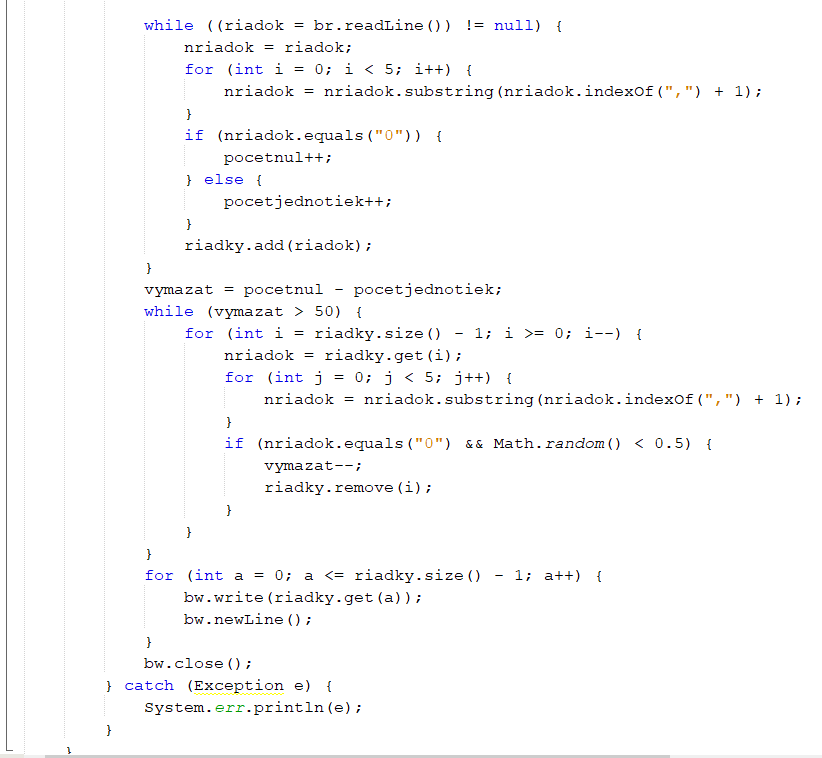 while ((riadok = br.readLine()) != null) {
nriadok = riadok;
for (int i = 0; i < 5; i++) {
nriadok = nriadok.substring(nriadok.indexOf(",") + 1);
}
if (nriadok.equals("0")) {
pocetnul++;
} else {
pocetjednotiek++;
}
riadky.add(riadok);
}
vymazat = pocetnul - pocetjednotiek;
while (vymazat > 50) {
for (int i = riadky.size() - 1; i >= 0; i--) {
nriadok = riadky.get(i);
for (int j = 0; j < 5; j++) {
nriadok = nriadok.substring(nriadok.indexOf(",") + 1);
}
if (nriadok.equals("0") && Math.random() < 0.5) {
vymazat--;
riadky.remove(i);
}
}
}
for (int a = 0; a <= riadky.size() - 1; a++) {
bw.write(riadky.get(a));
bw.newLine();
}
bw.close();
} catch (Exception e) {
System.err.println(e);
}
}